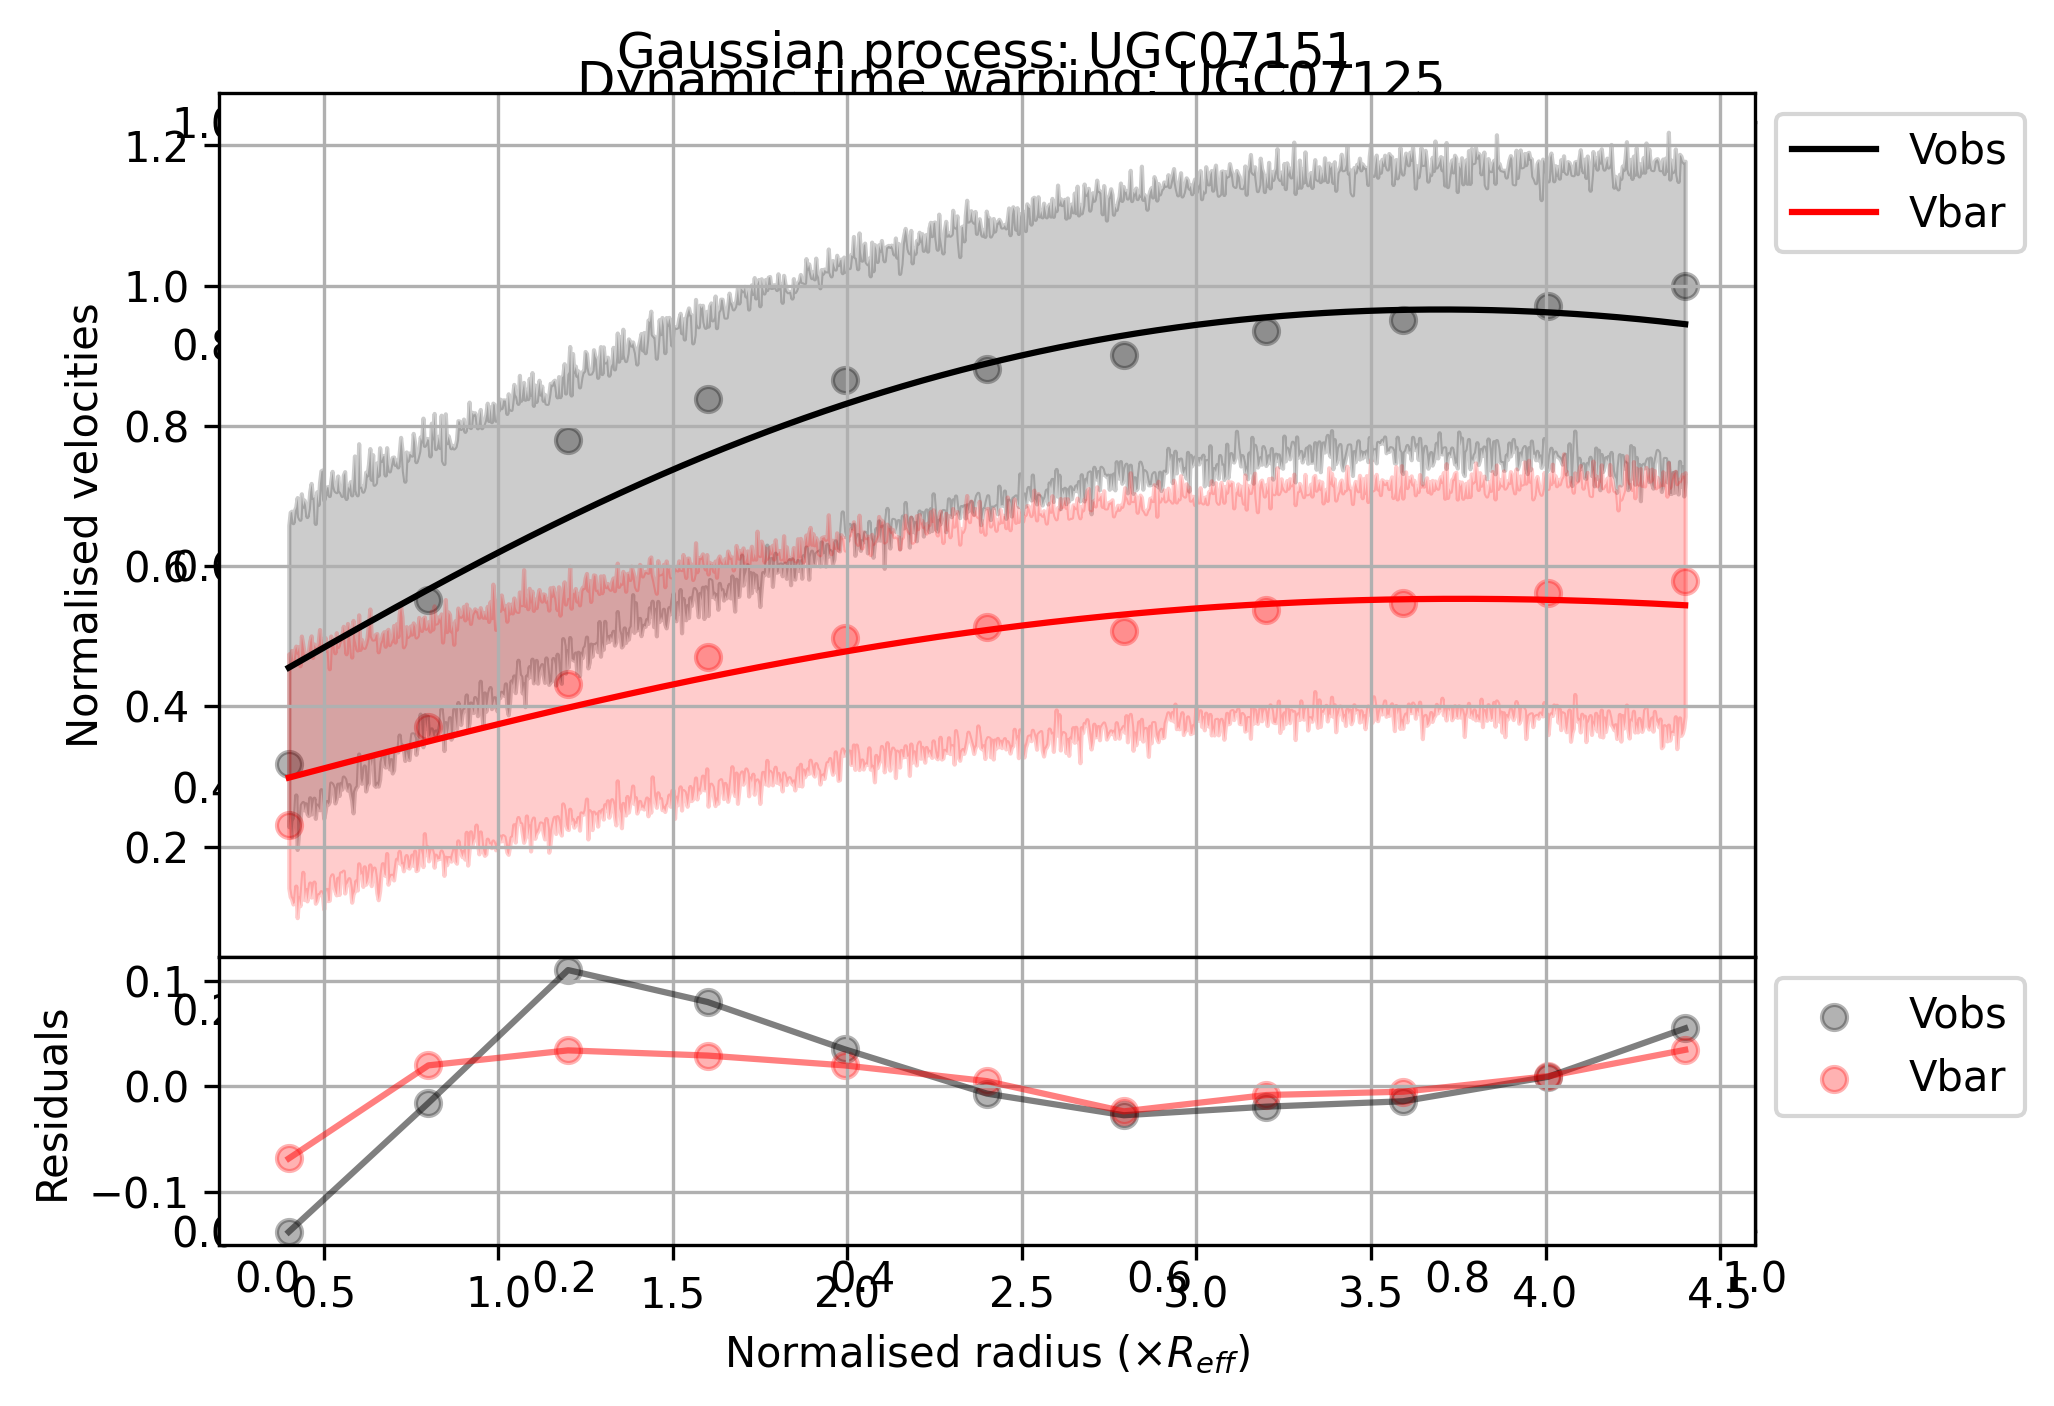 Gaussian process: UGC07151
Dynamic time warping: UGC07125
Normalised velocities
1.2
1.0
0.8
0.6
0.4
0.2
Vobs
Vbar
Residuals
0.1
0.0
−0.1
Vobs
Vbar
0.0 0.2 0.4 0.6 0.8 1.0
0.5 1.0 1.5 2.0 2.5 3.0 3.5 4.0 4.5
Normalised radius (×R_eff)